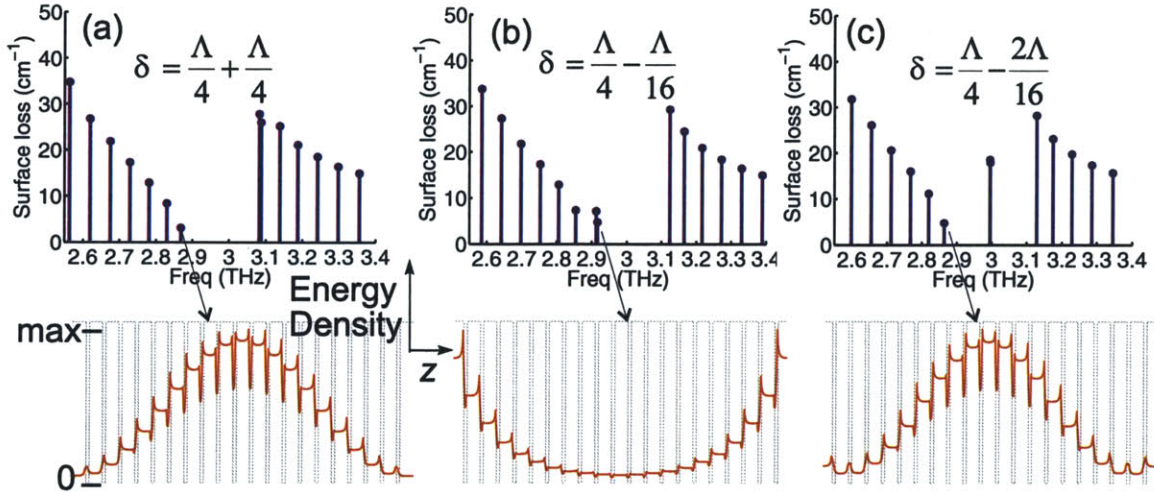 (a)
δ = Λ/4 + Λ/4
Surface loss (cm⁻¹)
50
40
30
20
10
0
2.6 2.7 2.8 2.9 3 3.1 3.2 3.3 3.4
Freq (THz)
(b)
δ = Λ/4 − Λ/16
Surface loss (cm⁻¹)
50
40
30
20
10
0
2.6 2.7 2.8 2.9 3 3.1 3.2 3.3 3.4
Freq (THz)
(c)
δ = Λ/4 − 2Λ/16
Surface loss (cm⁻¹)
50
40
30
20
10
0
2.6 2.7 2.8 2.9 3 3.1 3.2 3.3 3.4
Freq (THz)
Energy
Density
z
max
0